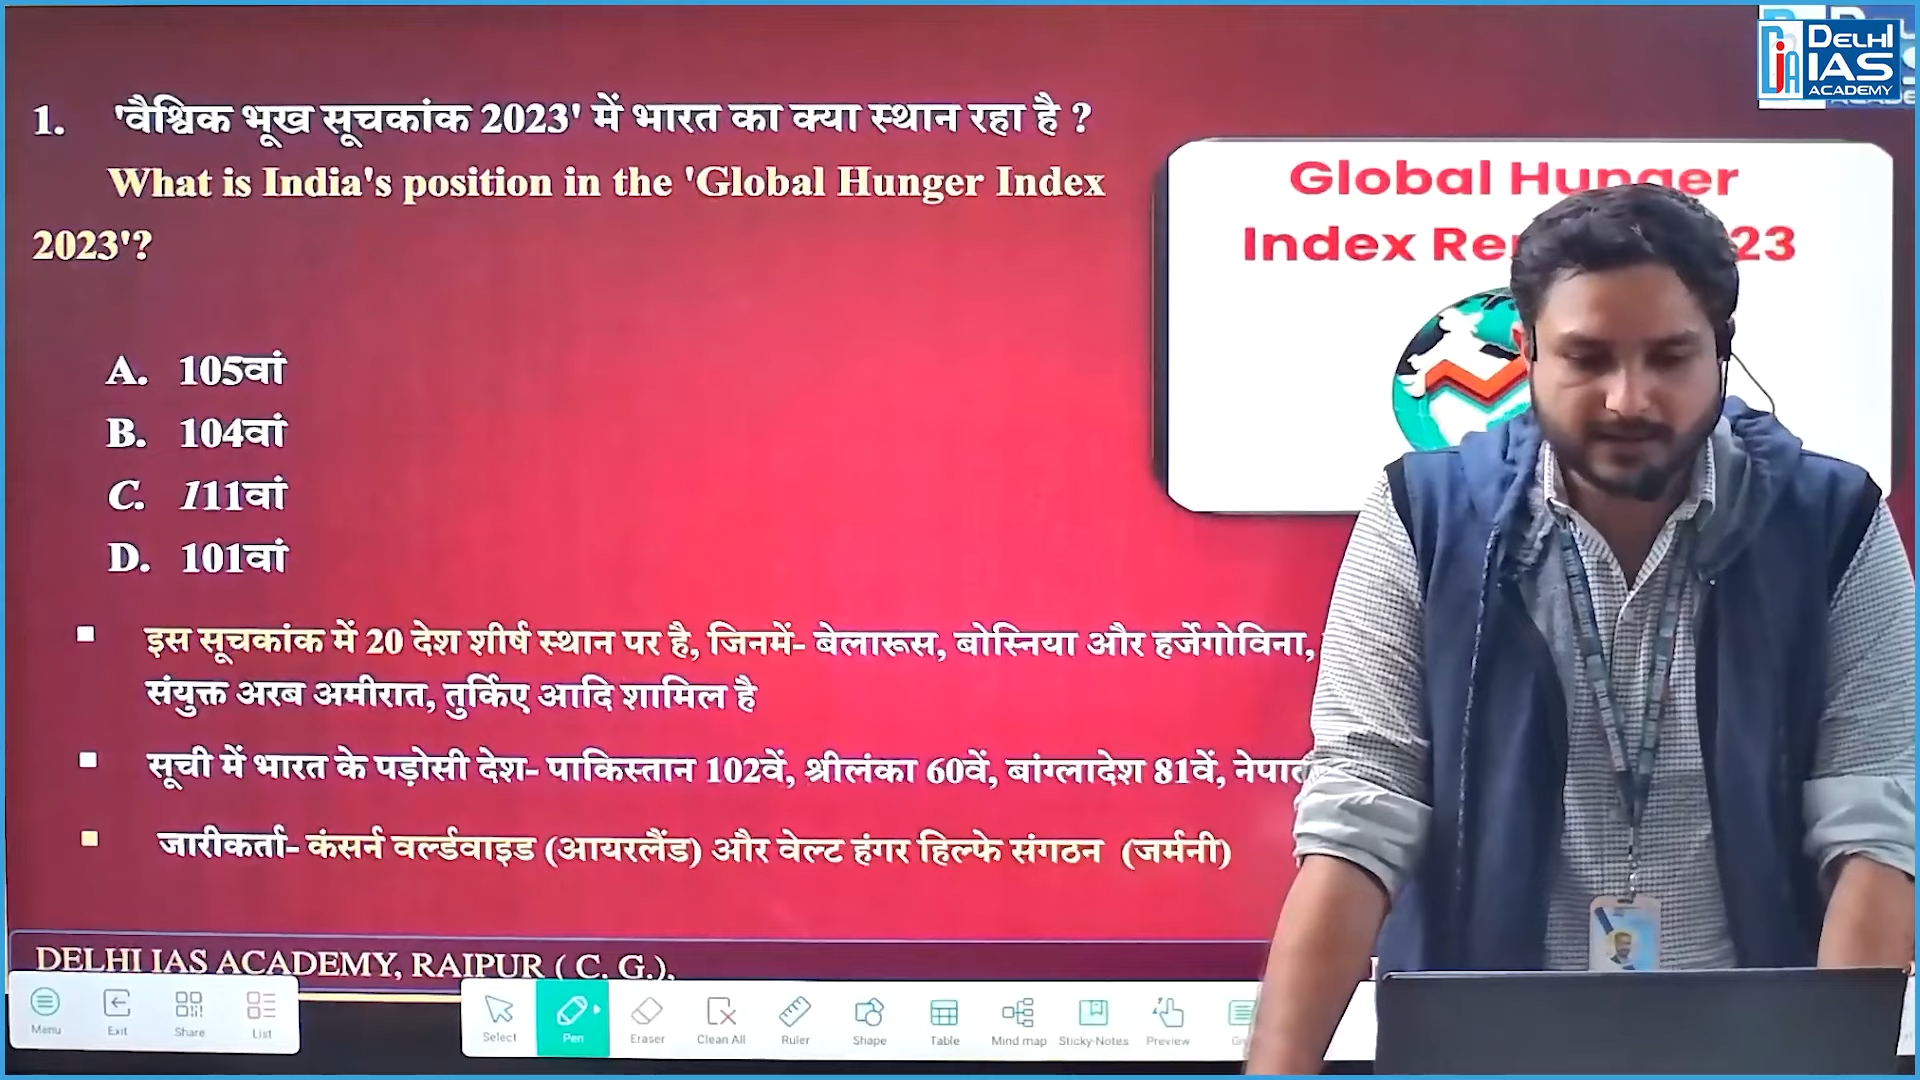 DELHI
IAS
ACADEMY
1. 'वैश्विक भूख सूचकांक 2023' में भारत का क्या स्थान रहा है ?
What is India's position in the 'Global Hunger Index
2023'?
Global Hunger
Index Re 23
A. 105वां
B. 104वां
C. 111वां
D. 101वां
इस सूचकांक में 20 देश शीर्ष स्थान पर है, जिनमें- बेलारूस, बोस्निया और हर्जेगोविना,
संयुक्त अरब अमीरात, तुर्किए आदि शामिल है
सूची में भारत के पड़ोसी देश- पाकिस्तान 102वें, श्रीलंका 60वें, बांग्लादेश 81वें,
जारीकर्ता- कंसर्न वर्ल्डवाइड (आयरलैंड) और वेल्ट हंगर हिल्फे संगठन (जर्मनी)
DELHI IAS ACADEMY, RAIPUR ( C. G.),
Menu Exit Share List Select Pen Eraser Clean All Ruler Shape Table Mind map Sticky-Notes Preview